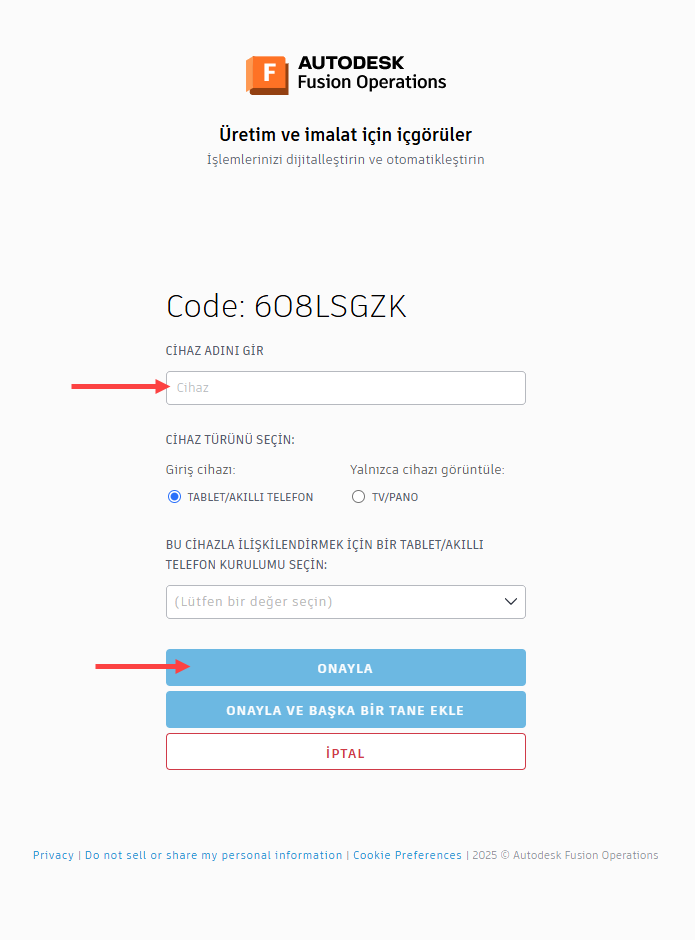 F
AUTODESK
Fusion Operations
Üretim ve imalat için içgörüler
İşlemlerinizi dijitalleştirin ve otomatikleştirin
Code: 6O8LSGZK
CİHAZ ADINI GİR
Cihaz
CİHAZ TÜRÜNÜ SEÇİN:
Giriş cihazı: Yalnızca cihazı görüntüle:
TABLET/AKILLI TELEFON TV/PANO
BU CİHAZLA İLİŞKİLENDİRMEK İÇİN BİR TABLET/AKILLI
TELEFON KURULUMU SEÇİN:
(Lütfen bir değer seçin)
ONAYLA
ONAYLA VE BAŞKA BİR TANE EKLE
İPTAL
Privacy | Do not sell or share my personal information | Cookie Preferences | 2025 © Autodesk Fusion Operations